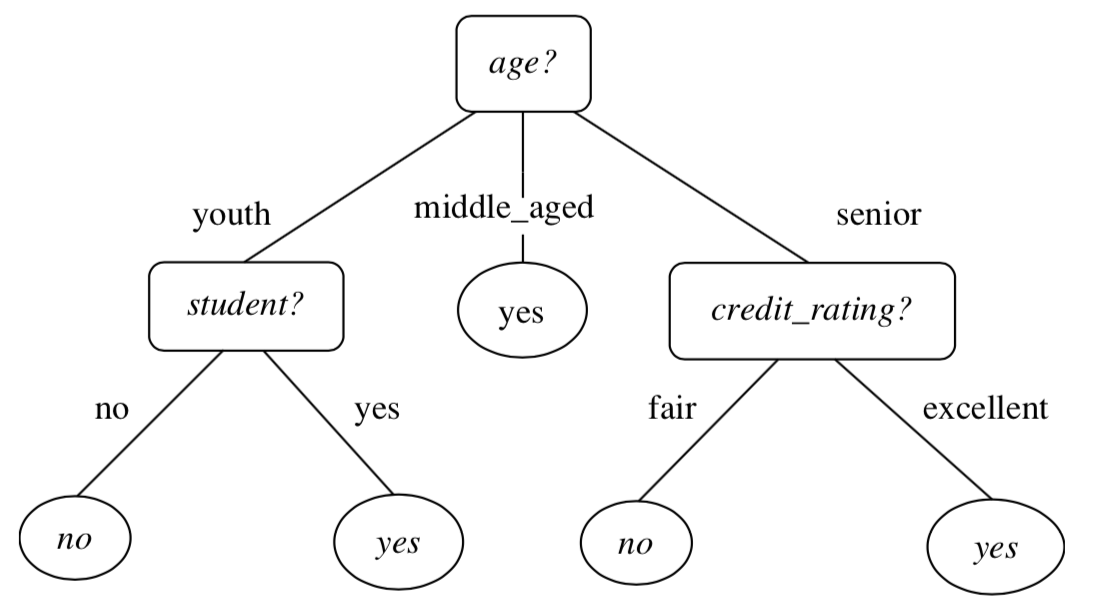 age?
youth
middle_aged
senior
student?
yes
credit_rating?
no
yes
fair
excellent
no
yes
no
yes